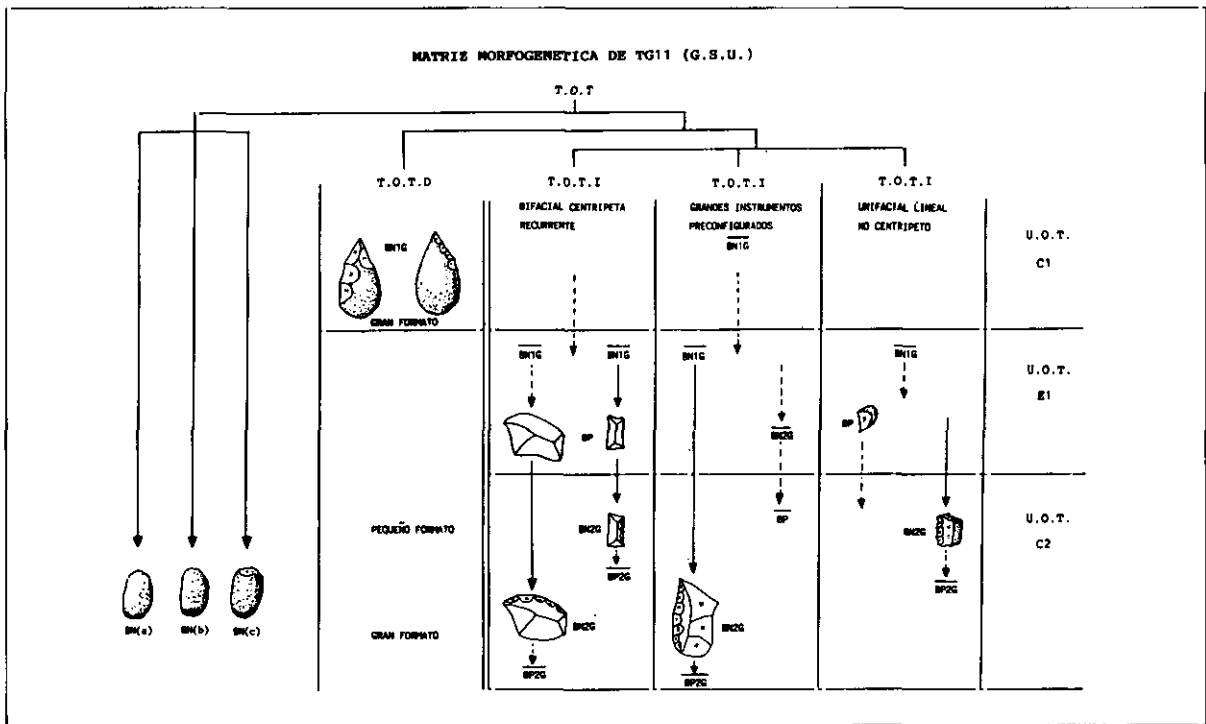 MATRIZ MORFOGENETICA DE TG11 (G.S.U.)
T.O.T
T.O.T.D
T.O.T.I
T.O.T.I
T.O.T.I
BIFACIAL CENTRIPETA
RECURRENTE
GRANDES INSTRUMENTOS
PRECONFIGURADOS
BN1G
UNIFACIAL LINEAL
NO CENTRIPETO
U.O.T.
C1
BN1G
GRAN FORMATO
BN1G
BN1G
BN1G
BN1G
U.O.T.
E1
BP
BN2G
BP
PEQUEÑO FORMATO
BN2G
BP2G
BP
BN2G
BP2G
U.O.T.
C2
BN(a)
BN(b)
BN(c)
GRAN FORMATO
BN2G
BP2G
BN2G
BP2G